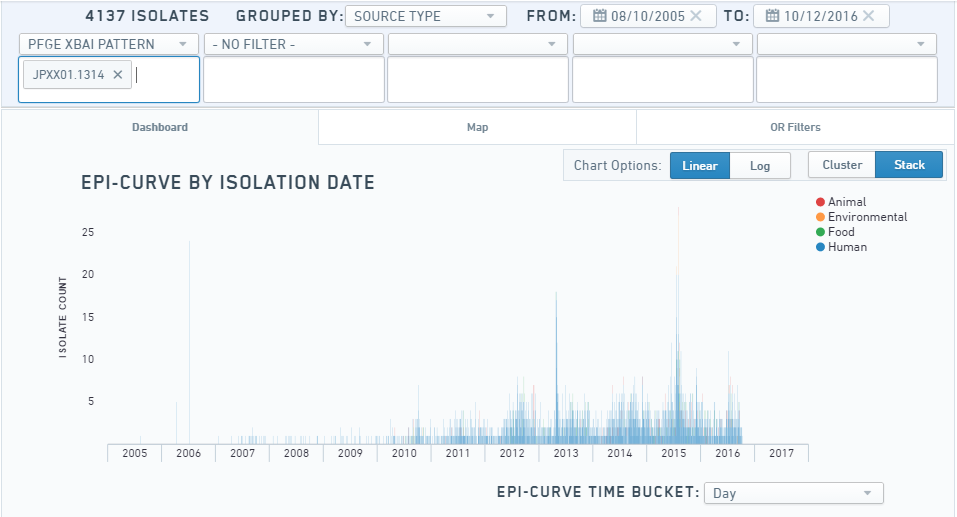 4137 ISOLATES GROUPED BY: SOURCE TYPE FROM: 08/10/2005 TO: 10/12/2016
PFGE XBAI PATTERN - NO FILTER -
JPXX01.1314
Dashboard Map OR Filters
Chart Options: Linear Log Cluster Stack
EPI-CURVE BY ISOLATION DATE
Animal
Environmental
Food
Human
25
20
15
10
5
ISOLATE COUNT
2005 2006 2007 2008 2009 2010 2011 2012 2013 2014 2015 2016 2017
EPI-CURVE TIME BUCKET: Day